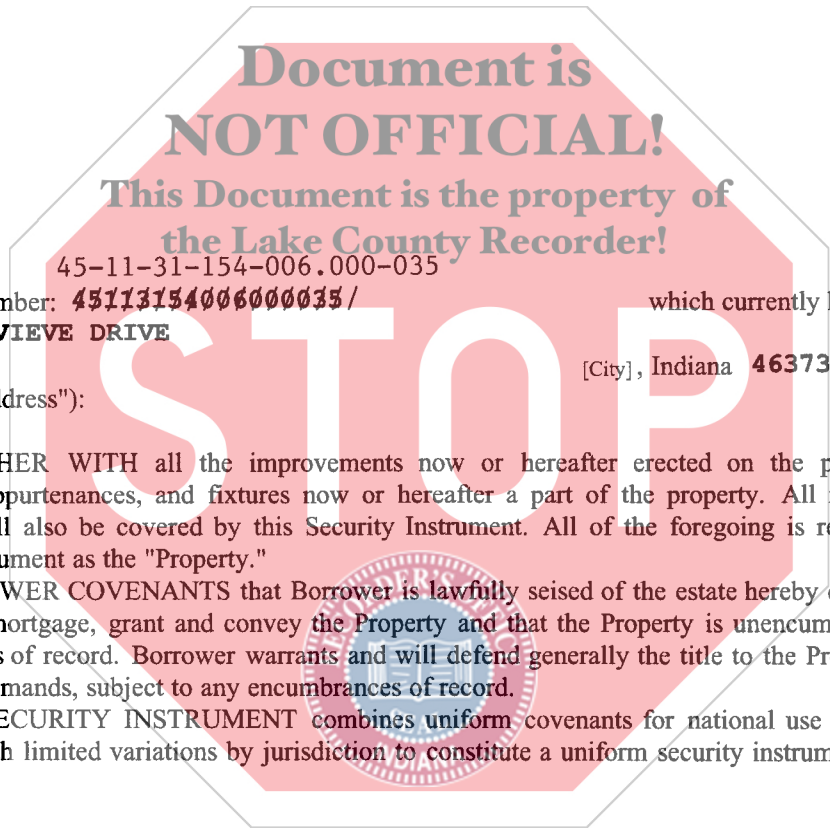 Document is
NOT OFFICIAL!
This Document is the property of
the Lake County Recorder!
45-11-31-154-006.000-035
mber: 45113154006000035/ which currently
VIEVE DRIVE
[City], Indiana 46373
dress"):
HER WITH all the improvements now or hereafter erected on the p
ppurtenances, and fixtures now or hereafter a part of the property. All
ll also be covered by this Security Instrument. All of the foregoing is re
ument as the "Property."
WER COVENANTS that Borrower is lawfully seised of the estate hereby
mortgage, grant and convey the Property and that the Property is unencum
s of record. Borrower warrants and will defend generally the title to the Pr
mands, subject to any encumbrances of record.
ECURITY INSTRUMENT combines uniform covenants for national use
h limited variations by jurisdiction to constitute a uniform security instrum
STOP
RECORDER'S OFFICE
INDIANA